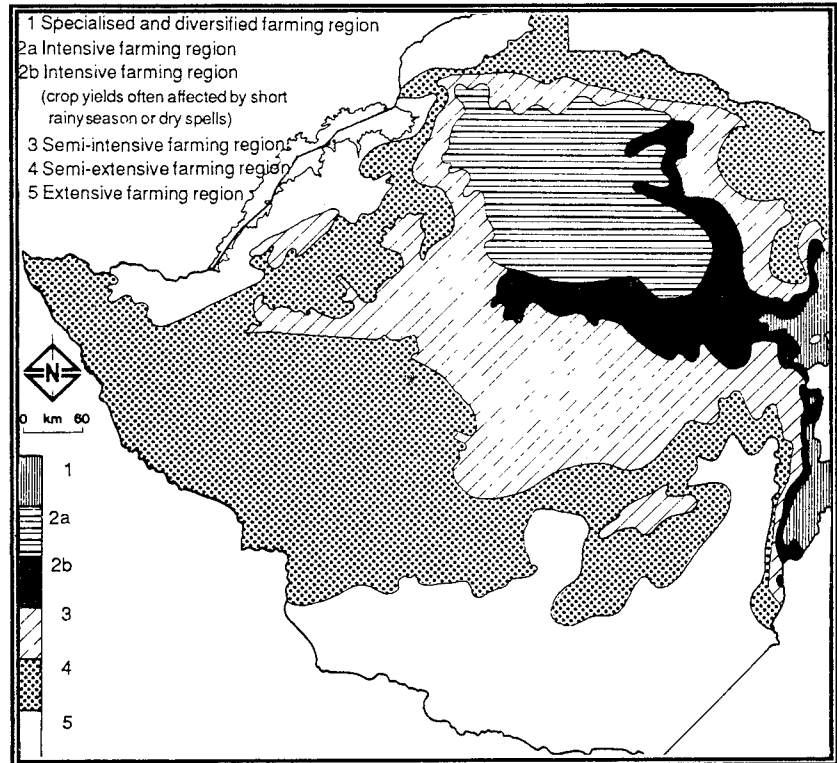 1 Specialised and diversified farming region
2a Intensive farming region
2b Intensive farming region
(crop yields often affected by short
rainy season or dry spells)
3 Semi-intensive farming region
4 Semi-extensive farming region
5 Extensive farming region
N
0 km 60
1
2a
2b
3
4
5